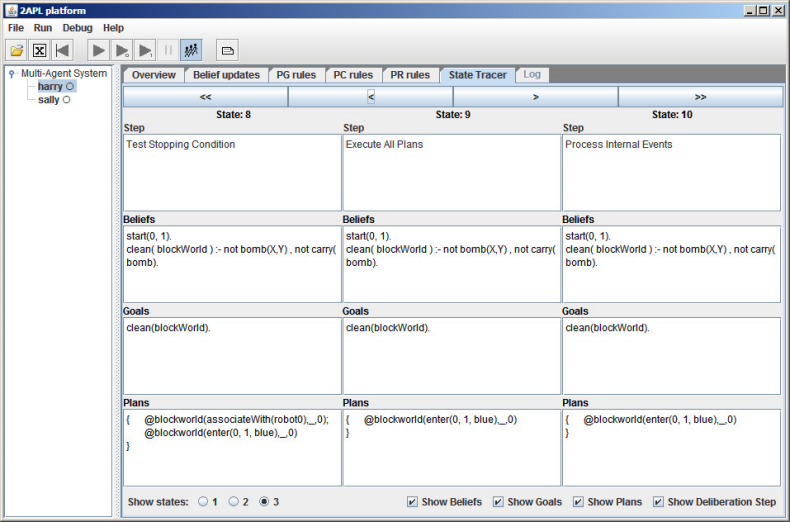 2APL platform
File Run Debug Help
Multi-Agent System
harry
sally
Overview Belief updates PG rules PC rules PR rules State Tracer Log
<< < > >>
State: 8 State: 9 State: 10
Step Step Step
Test Stopping Condition Execute All Plans Process Internal Events
Beliefs Beliefs Beliefs
start(0, 1). start(0, 1). start(0, 1).
clean( blockWorld ) :- not bomb(X,Y) , not carry( clean( blockWorld ) :- not bomb(X,Y) , not carry( clean( blockWorld ) :- not bomb(X,Y) , not carry(
bomb). bomb). bomb).
Goals Goals Goals
clean(blockWorld). clean(blockWorld). clean(blockWorld).
Plans Plans Plans
{ @blockworld(associateWith(robot0),_,0); { @blockworld(enter(0, 1, blue),_,0) { @blockworld(enter(0, 1, blue),_,0)
@blockworld(enter(0, 1, blue),_,0) } }
}
Show states: 1 2 3 Show Beliefs Show Goals Show Plans Show Deliberation Step